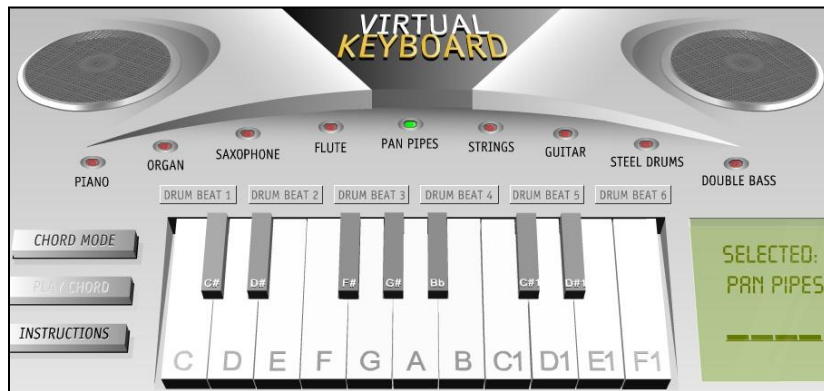 VIRTUAL
KEYBOARD
PIANO
ORGAN
SAXOPHONE
FLUTE
PAN PIPES
STRINGS
GUITAR
STEEL DRUMS
DOUBLE BASS
DRUM BEAT 1 DRUM BEAT 2 DRUM BEAT 3 DRUM BEAT 4 DRUM BEAT 5 DRUM BEAT 6
CHORD MODE
PLAY CHORD
INSTRUCTIONS
C# D# F# G# Bb C#1 D#1
C D E F G A B C1 D1 E1 F1
SELECTED:
PAN PIPES